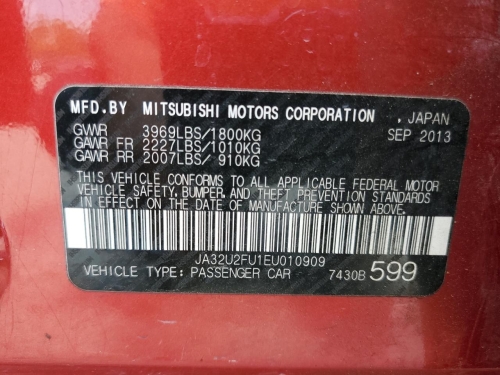 MFD.BY MITSUBISHI MOTORS CORPORATION , JAPAN
GVWR 3969LBS/1800KG SEP 2013
GAWR FR 2227LBS/1010KG
GAWR RR 2007LBS/ 910KG
THIS VEHICLE CONFORMS TO ALL APPLICABLE FEDERAL MOTOR
VEHICLE SAFETY, BUMPER, AND THEFT PREVENTION STANDARDS
IN EFFECT ON THE DATE OF MANUFACTURE SHOWN ABOVE.
JA32U2FU1EU010909
VEHICLE TYPE: PASSENGER CAR 7430B 599